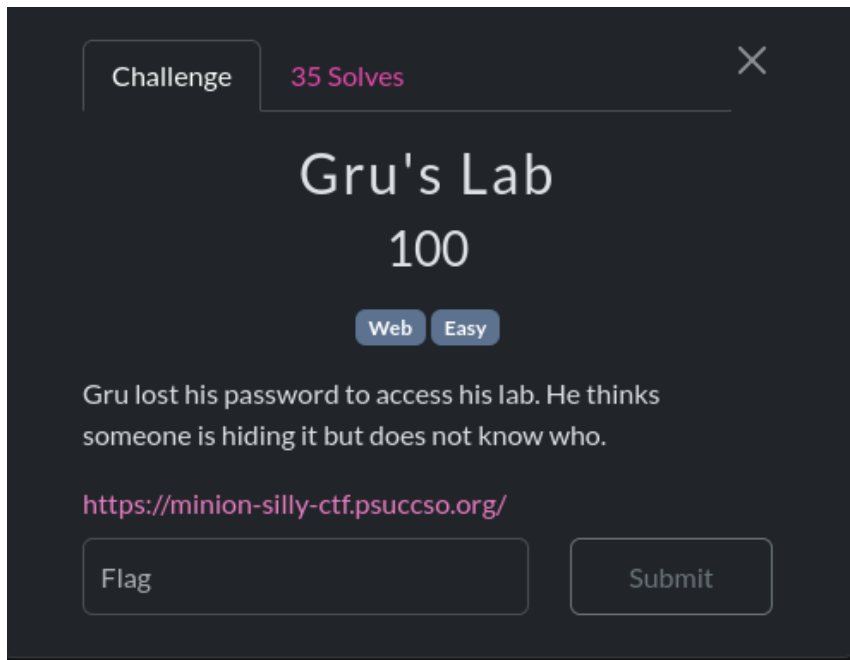 Challenge
35 Solves
Gru's Lab
100
Web Easy
Gru lost his password to access his lab. He thinks
someone is hiding it but does not know who.
https://minion-silly-ctf.psuccso.org/
Flag
Submit